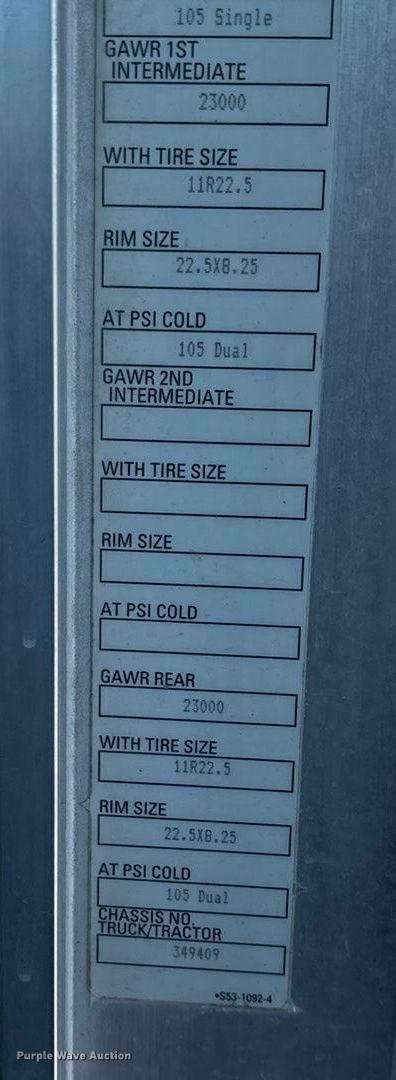 105 Single
GAWR 1ST
INTERMEDIATE
23000
WITH TIRE SIZE
11R22.5
RIM SIZE
22.5X8.25
AT PSI COLD
105 Dual
GAWR 2ND
INTERMEDIATE
WITH TIRE SIZE
RIM SIZE
AT PSI COLD
GAWR REAR
23000
WITH TIRE SIZE
11R22.5
RIM SIZE
22.5X8.25
AT PSI COLD
105 Dual
CHASSIS NO.
TRUCK/TRACTOR
349409
•S53-1092-4
Purple Wave Auction